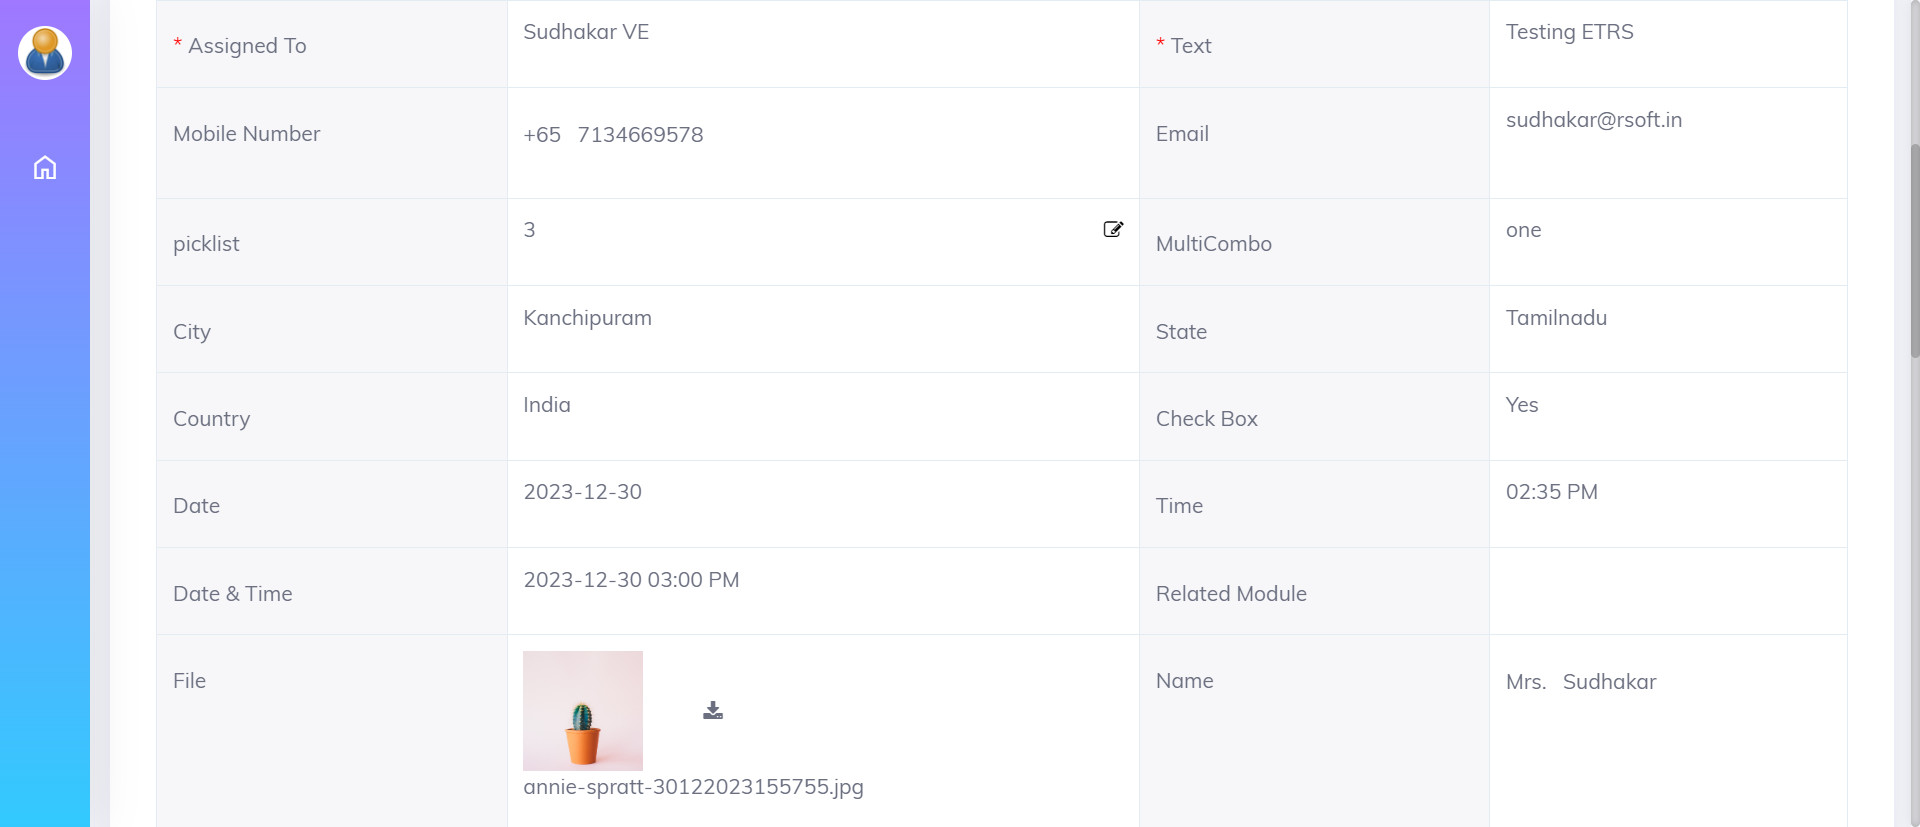 * Assigned To Sudhakar VE * Text Testing ETRS
Mobile Number +65 7134669578 Email sudhakar@rsoft.in
picklist 3 MultiCombo one
City Kanchipuram State Tamilnadu
Country India Check Box Yes
Date 2023-12-30 Time 02:35 PM
Date & Time 2023-12-30 03:00 PM Related Module
File Name Mrs. Sudhakar
annie-spratt-30122023155755.jpg